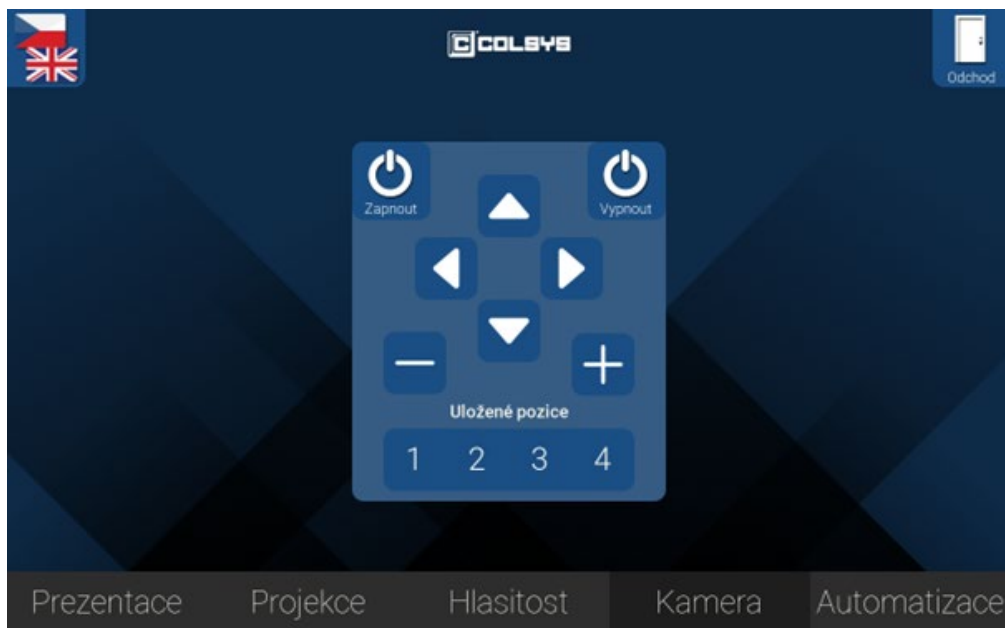 COLSYS
Odchod
Zapnout
Vypnout
Uložené pozice
1 2 3 4
Prezentace Projekce Hlasitost Kamera Automatizace